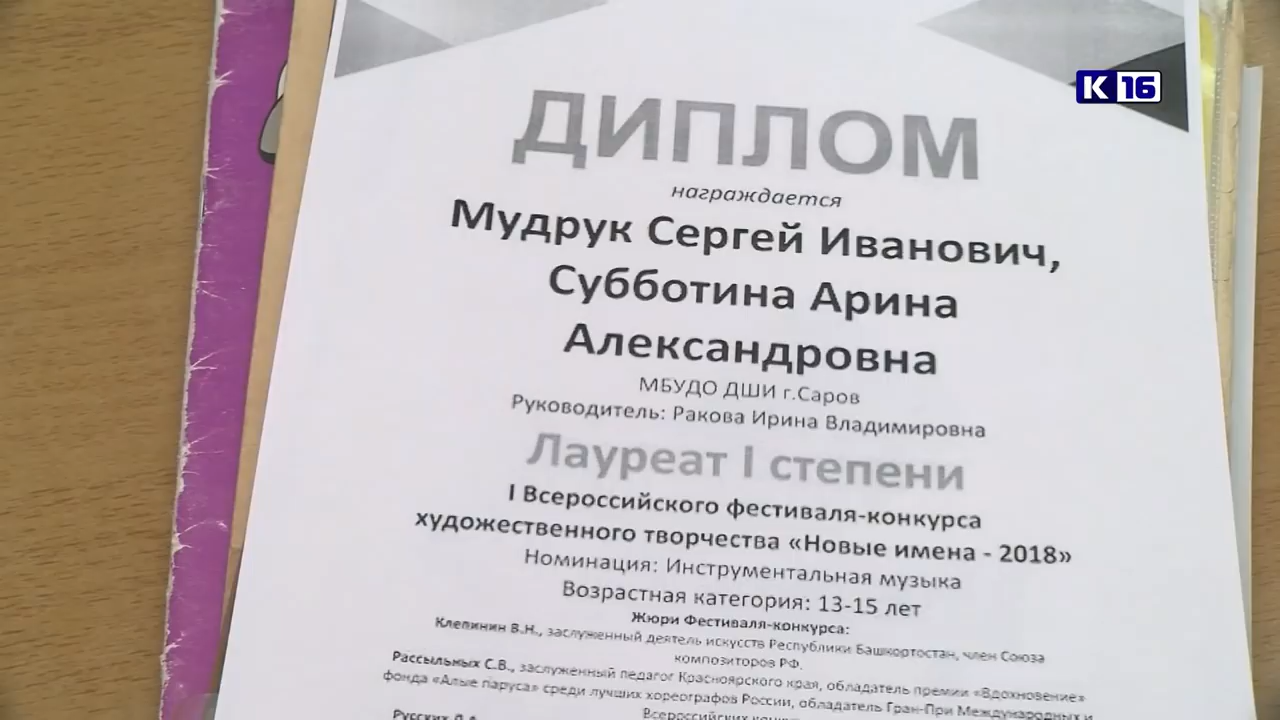 К 16
ДИПЛОМ
награждается
Мудрук Сергей Иванович,
Субботина Арина
Александровна
МБУДО ДШИ г.Саров
Руководитель: Ракова Ирина Владимировна
Лауреат I степени
I Всероссийского фестиваля-конкурса
художественного творчества «Новые имена - 2018»
Номинация: Инструментальная музыка
Возрастная категория: 13-15 лет
Жюри Фестиваля-конкурса:
Клепинин В.Н., заслуженный деятель искусств Республики Башкортостан, член Союза
композиторов РФ.
Рассыльных С.В., заслуженный педагог Красноярского края, обладатель премии «Вдохновение»
фонда «Алые паруса» среди лучших хореографов России, обладатель Гран-При Международных и
Всероссийских